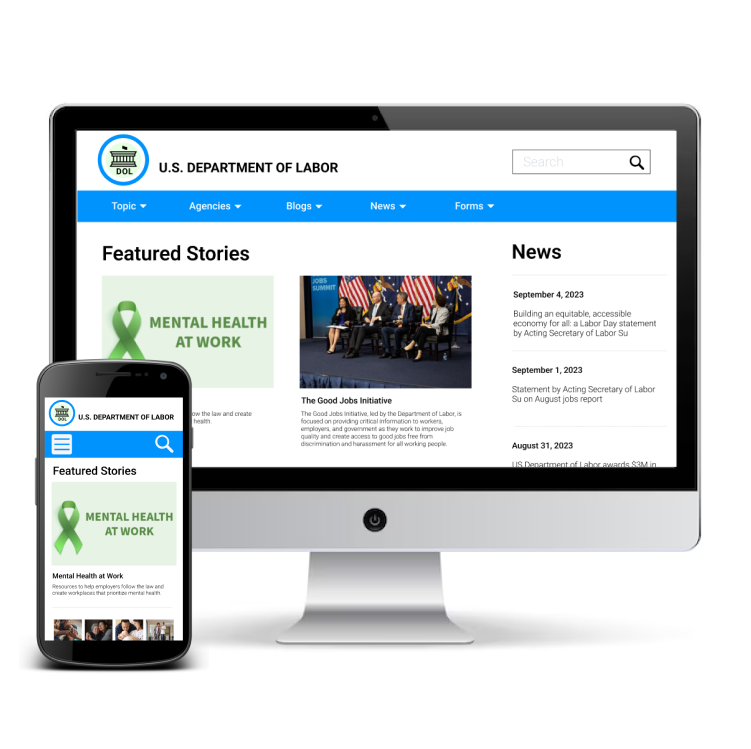 DOL
U.S. DEPARTMENT OF LABOR
Search
Topic
Agencies
Blogs
News
Forms
Featured Stories
MENTAL HEALTH
AT WORK
ow the law and create
health.
JOBS
SUMMIT
The Good Jobs Initiative
The Good Jobs Initiative, led by the Department of Labor, is
focused on providing critical information to workers,
employers, and government as they work to improve job
quality and create access to good jobs free from
discrimination and harassment for all working people.
News
September 4, 2023
Building an equitable, accessible
economy for all: a Labor Day statement
by Acting Secretary of Labor Su
September 1, 2023
Statement by Acting Secretary of Labor
Su on August jobs report
August 31, 2023
US Department of Labor awards $3M in
DOL
U.S. DEPARTMENT OF LABOR
Featured Stories
MENTAL HEALTH
AT WORK
Mental Health at Work
Resources to help employers follow the law and
create workplaces that prioritize mental health.